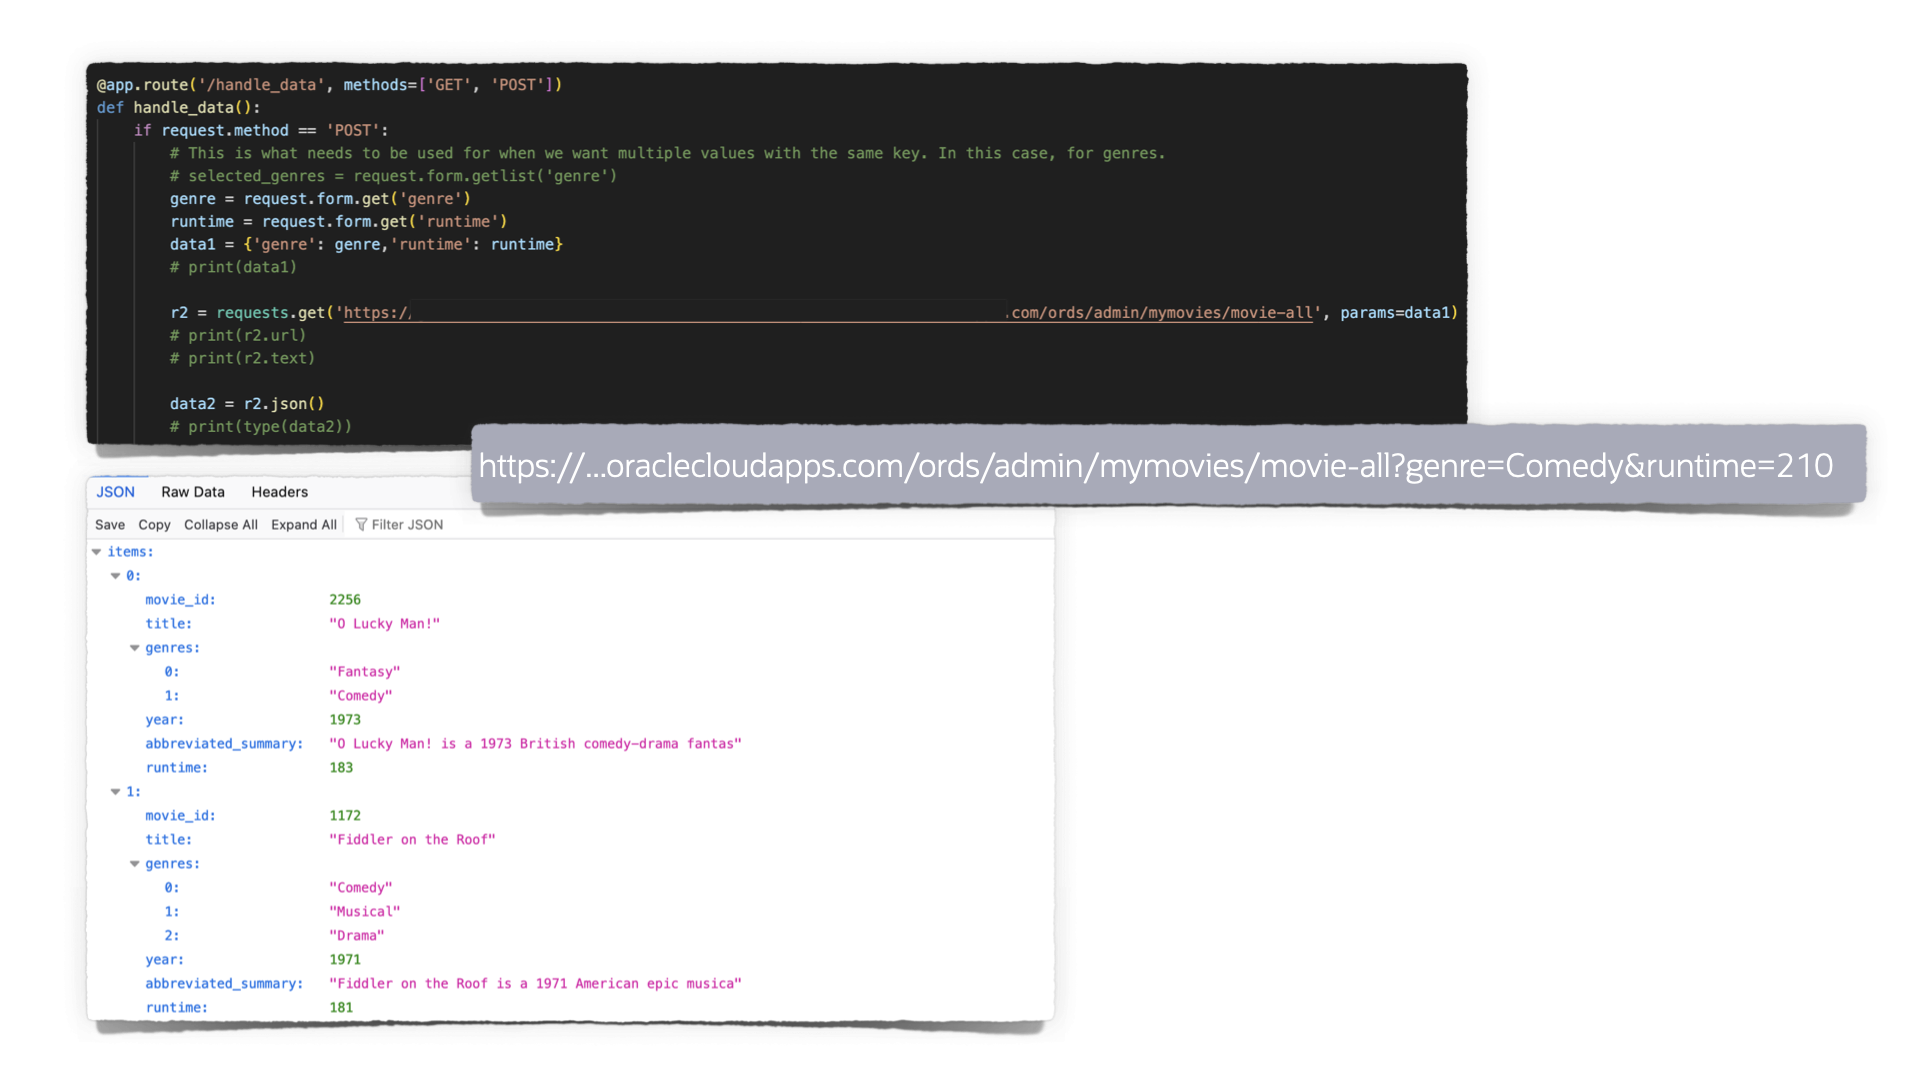 @app.route('/handle_data', methods=['GET', 'POST'])
def handle_data():
if request.method == 'POST':
# This is what needs to be used for when we want multiple values with the same key. In this case, for genres.
# selected_genres = request.form.getlist('genre')
genre = request.form.get('genre')
runtime = request.form.get('runtime')
data1 = {'genre': genre,'runtime': runtime}
# print(data1)
r2 = requests.get('https:/ .com/ords/admin/mymovies/movie-all', params=data1)
# print(r2.url)
# print(r2.text)
data2 = r2.json()
# print(type(data2))
https://...oraclecloudapps.com/ords/admin/mymovies/movie-all?genre=Comedy&runtime=210
JSON Raw Data Headers
Save Copy Collapse All Expand All Filter JSON
items:
0:
movie_id: 2256
title: "O Lucky Man!"
genres:
0: "Fantasy"
1: "Comedy"
year: 1973
abbreviated_summary: "O Lucky Man! is a 1973 British comedy-drama fantas"
runtime: 183
1:
movie_id: 1172
title: "Fiddler on the Roof"
genres:
0: "Comedy"
1: "Musical"
2: "Drama"
year: 1971
abbreviated_summary: "Fiddler on the Roof is a 1971 American epic musica"
runtime: 181